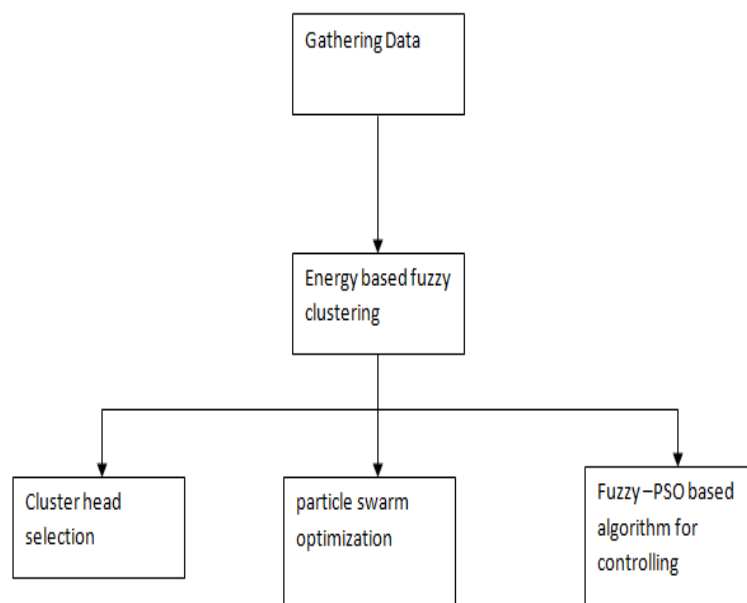 Gathering Data
Energy based fuzzy
clustering
Cluster head
selection
particle swarm
optimization
Fuzzy –PSO based
algorithm for
controlling